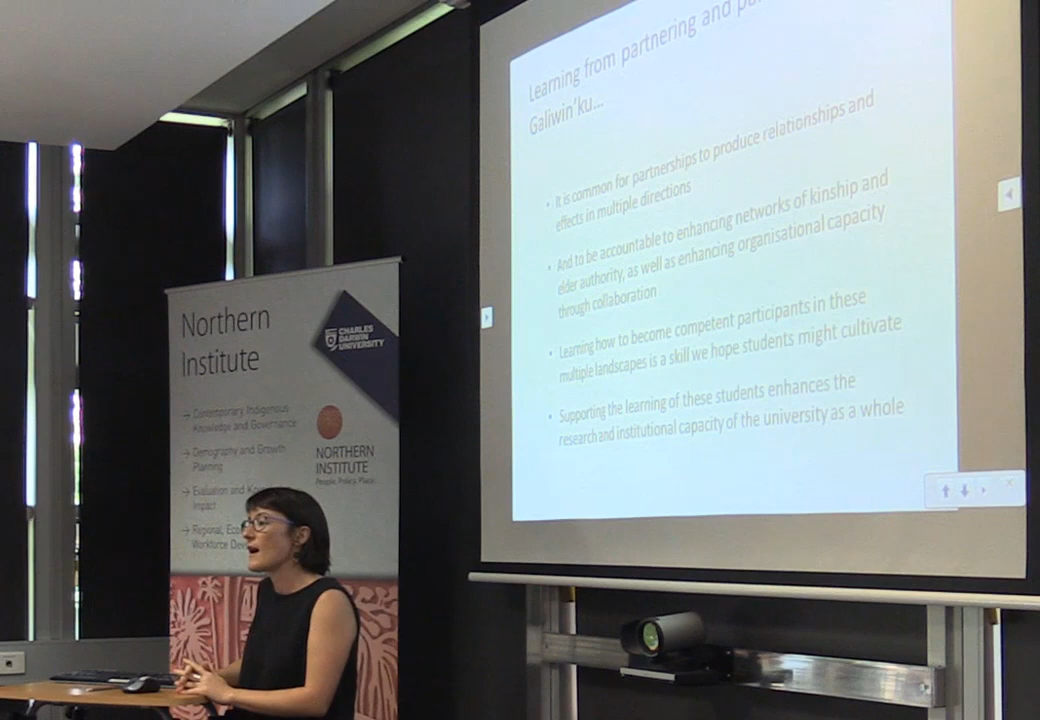 Learning from partnering and
Galiwin'ku...
• It is common for partnerships to produce relationships and
effects in multiple directions
• And to be accountable to enhancing networks of kinship and
elder authority, as well as enhancing organisational capacity
through collaboration
• Learning how to become competent participants in these
multiple landscapes is a skill we hope students might cultivate
• Supporting the learning of these students enhances the
research and institutional capacity of the university as a whole
Northern
Institute
CHARLES
DARWIN
UNIVERSITY
→ Contemporary Indigenous
Knowledge and Governance
→ Demography and Growth
Planning
→ Evaluation and
Impact
→ Regional,
Workforce
NORTHERN
INSTITUTE
People. Policy. Place.